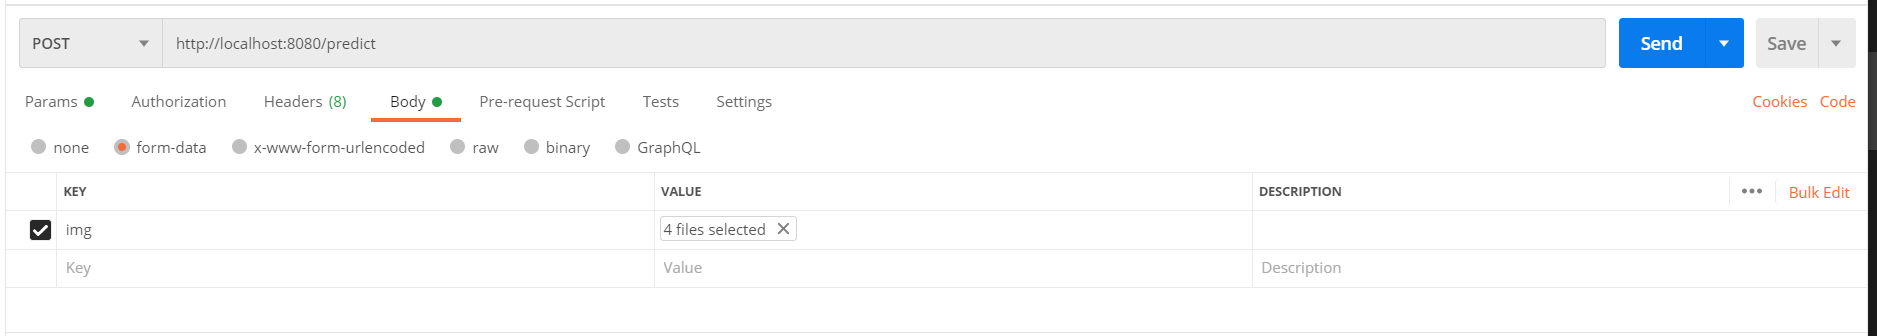 POST http://localhost:8080/predict Send Save
Params Authorization Headers (8) Body Pre-request Script Tests Settings Cookies Code
none form-data x-www-form-urlencoded raw binary GraphQL
KEY VALUE DESCRIPTION ••• Bulk Edit
img 4 files selected
Key Value Description